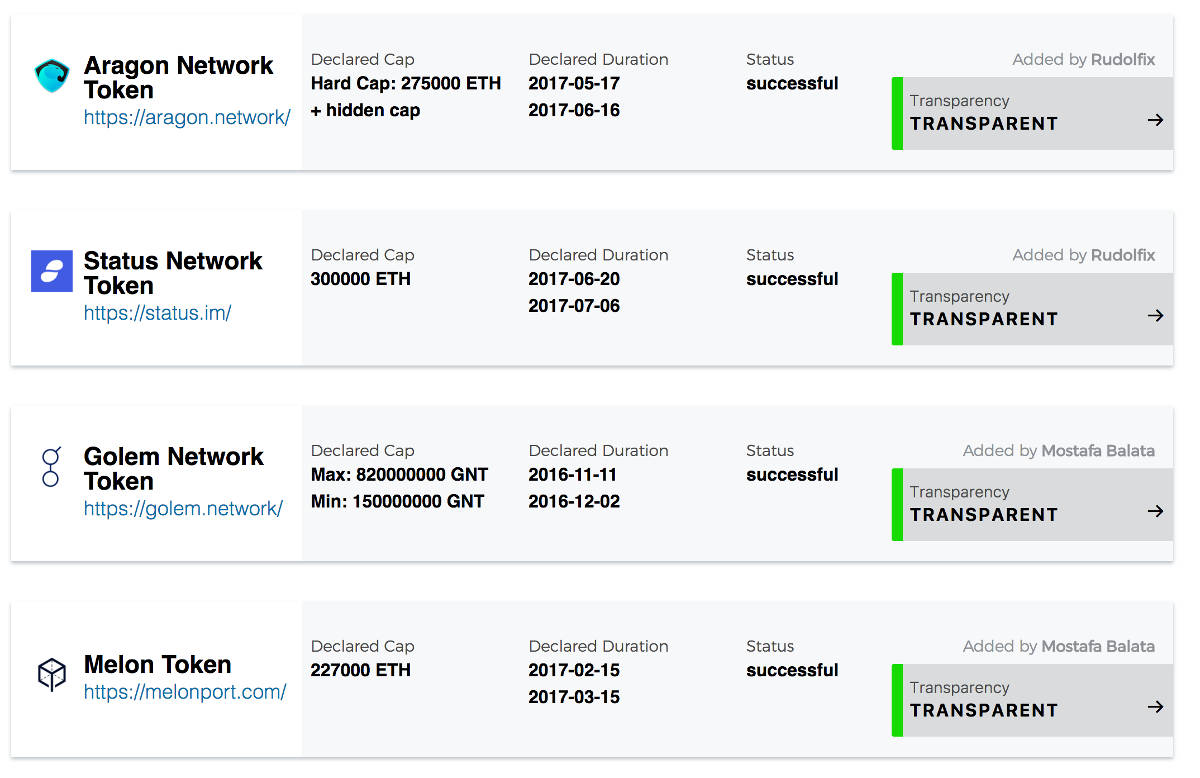 Aragon Network
Token
https://aragon.network/
Declared Cap
Hard Cap: 275000 ETH
+ hidden cap
Declared Duration
2017-05-17
2017-06-16
Status
successful
Added by Rudolfix
Transparency
TRANSPARENT
Status Network
Token
https://status.im/
Declared Cap
300000 ETH
Declared Duration
2017-06-20
2017-07-06
Status
successful
Added by Rudolfix
Transparency
TRANSPARENT
Golem Network
Token
https://golem.network/
Declared Cap
Max: 820000000 GNT
Min: 150000000 GNT
Declared Duration
2016-11-11
2016-12-02
Status
successful
Added by Mostafa Balata
Transparency
TRANSPARENT
Melon Token
https://melonport.com/
Declared Cap
227000 ETH
Declared Duration
2017-02-15
2017-03-15
Status
successful
Added by Mostafa Balata
Transparency
TRANSPARENT